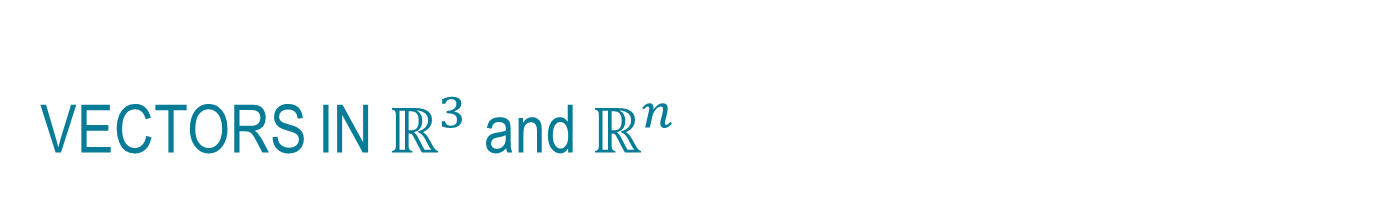 VECTORS IN ℝ³ and ℝⁿ